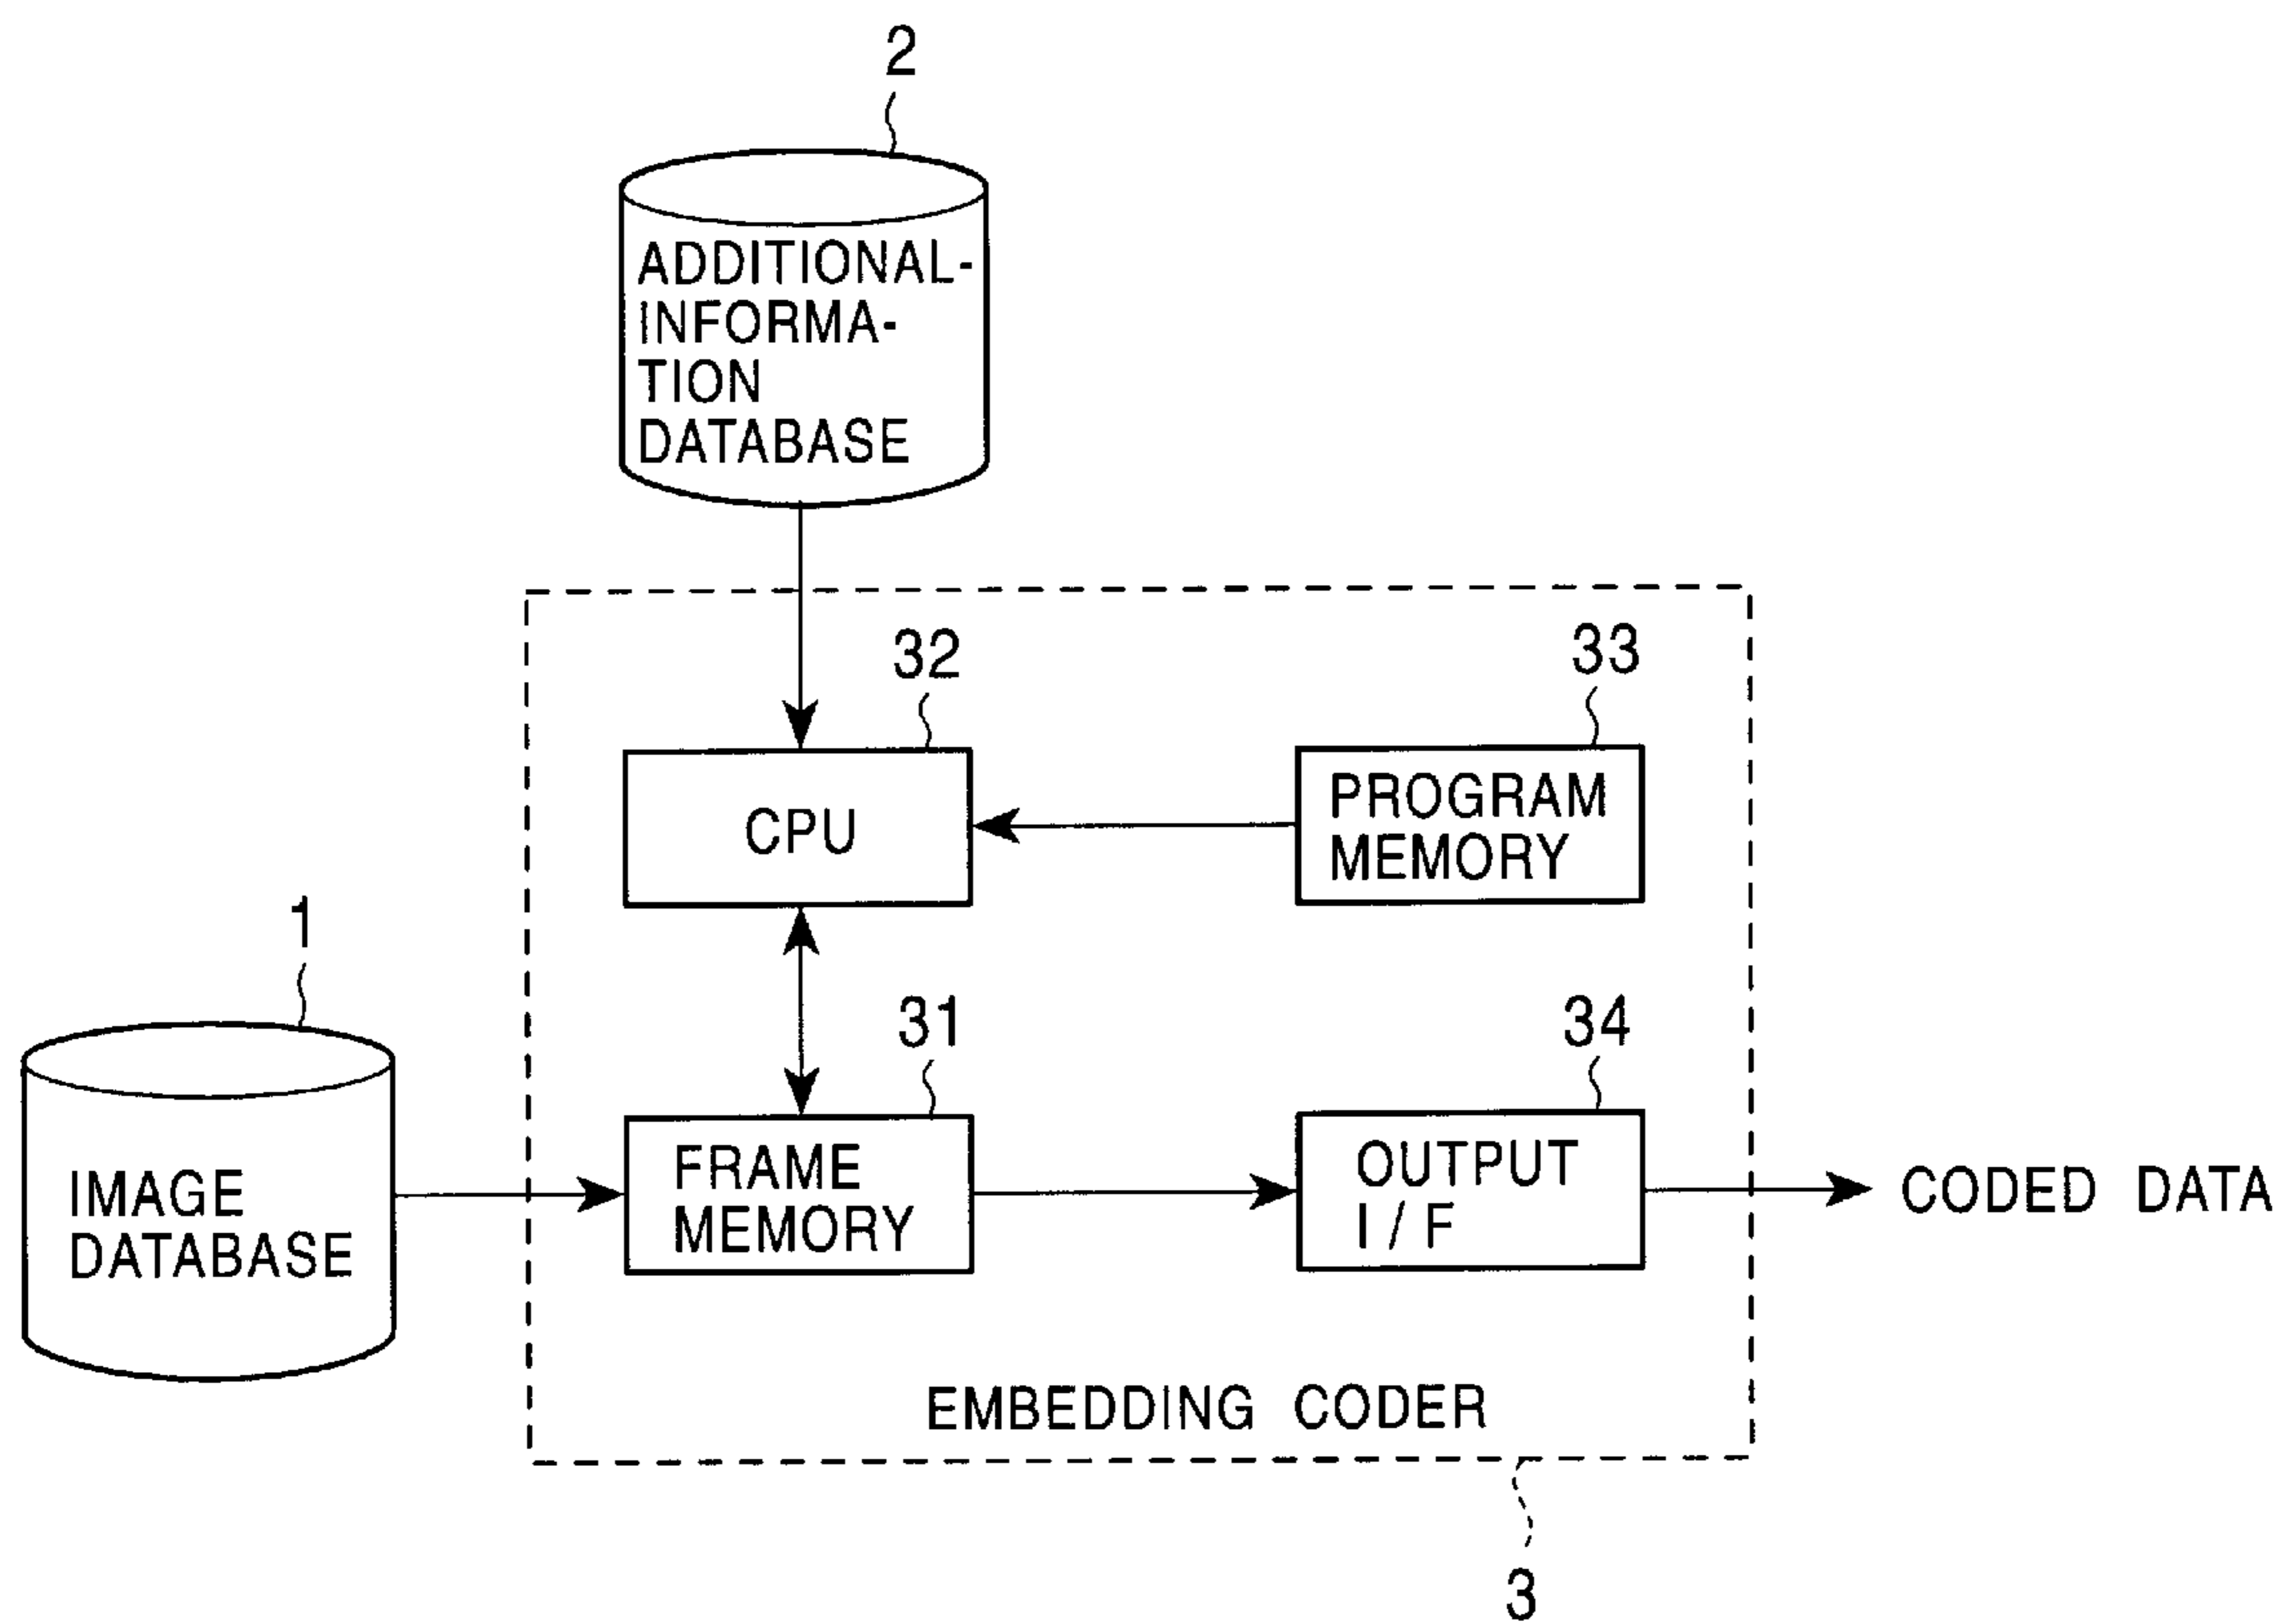 2
ADDITIONAL-
INFORMA-
TION
DATABASE
32
33
CPU
PROGRAM
MEMORY
1
31
34
IMAGE
DATABASE
FRAME
MEMORY
OUTPUT
I / F
CODED DATA
EMBEDDING CODER
3